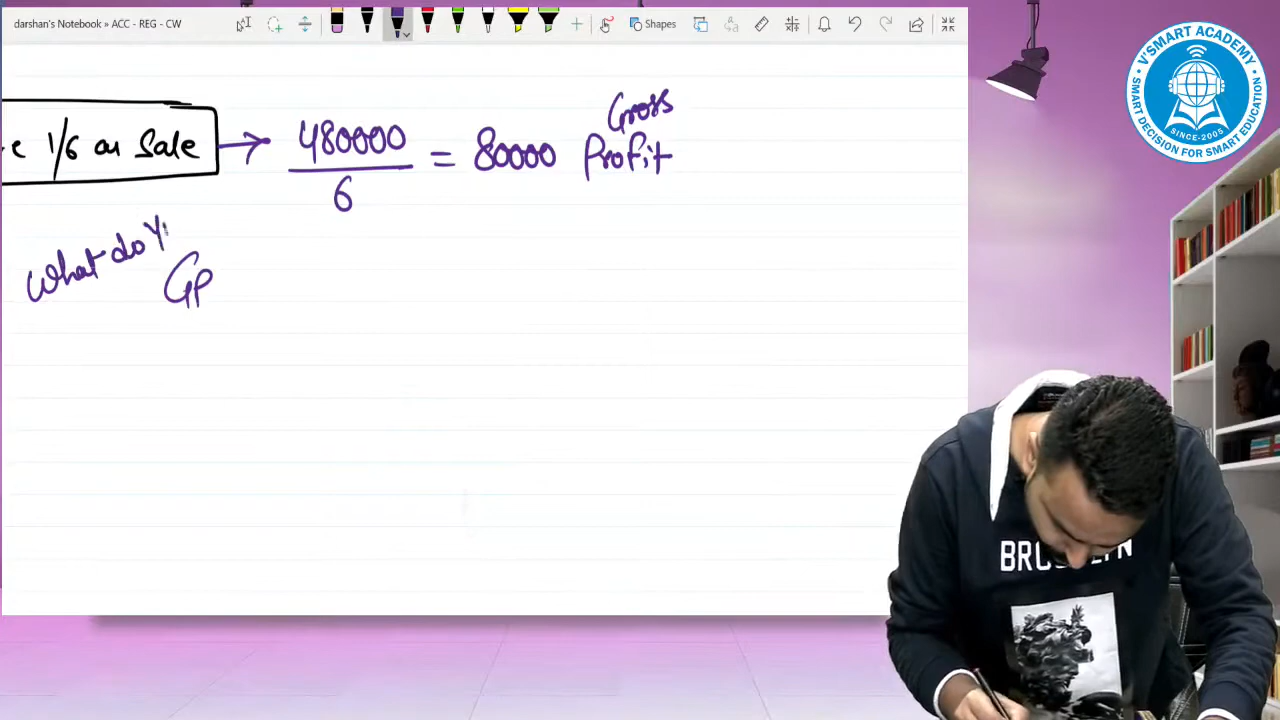 darshan's Notebook » ACC - REG - CW
Shapes
V'SMART ACADEMY
SMART DECISION FOR SMART EDUCATION
SINCE-2005
1/6 on Sale → 480000 / 6 = 80000 Gross Profit
What do Y
GP